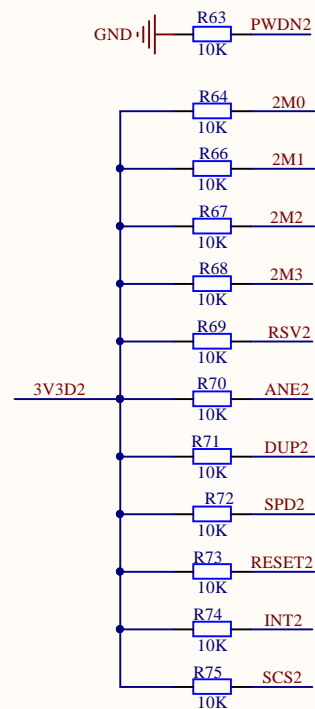 R63
GND
PWDN2
10K
R64
2M0
10K
R66
2M1
10K
R67
2M2
10K
R68
2M3
10K
R69
RSV2
10K
3V3D2
R70
ANE2
10K
R71
DUP2
10K
R72
SPD2
10K
R73
RESET2
10K
R74
INT2
10K
R75
SCS2
10K